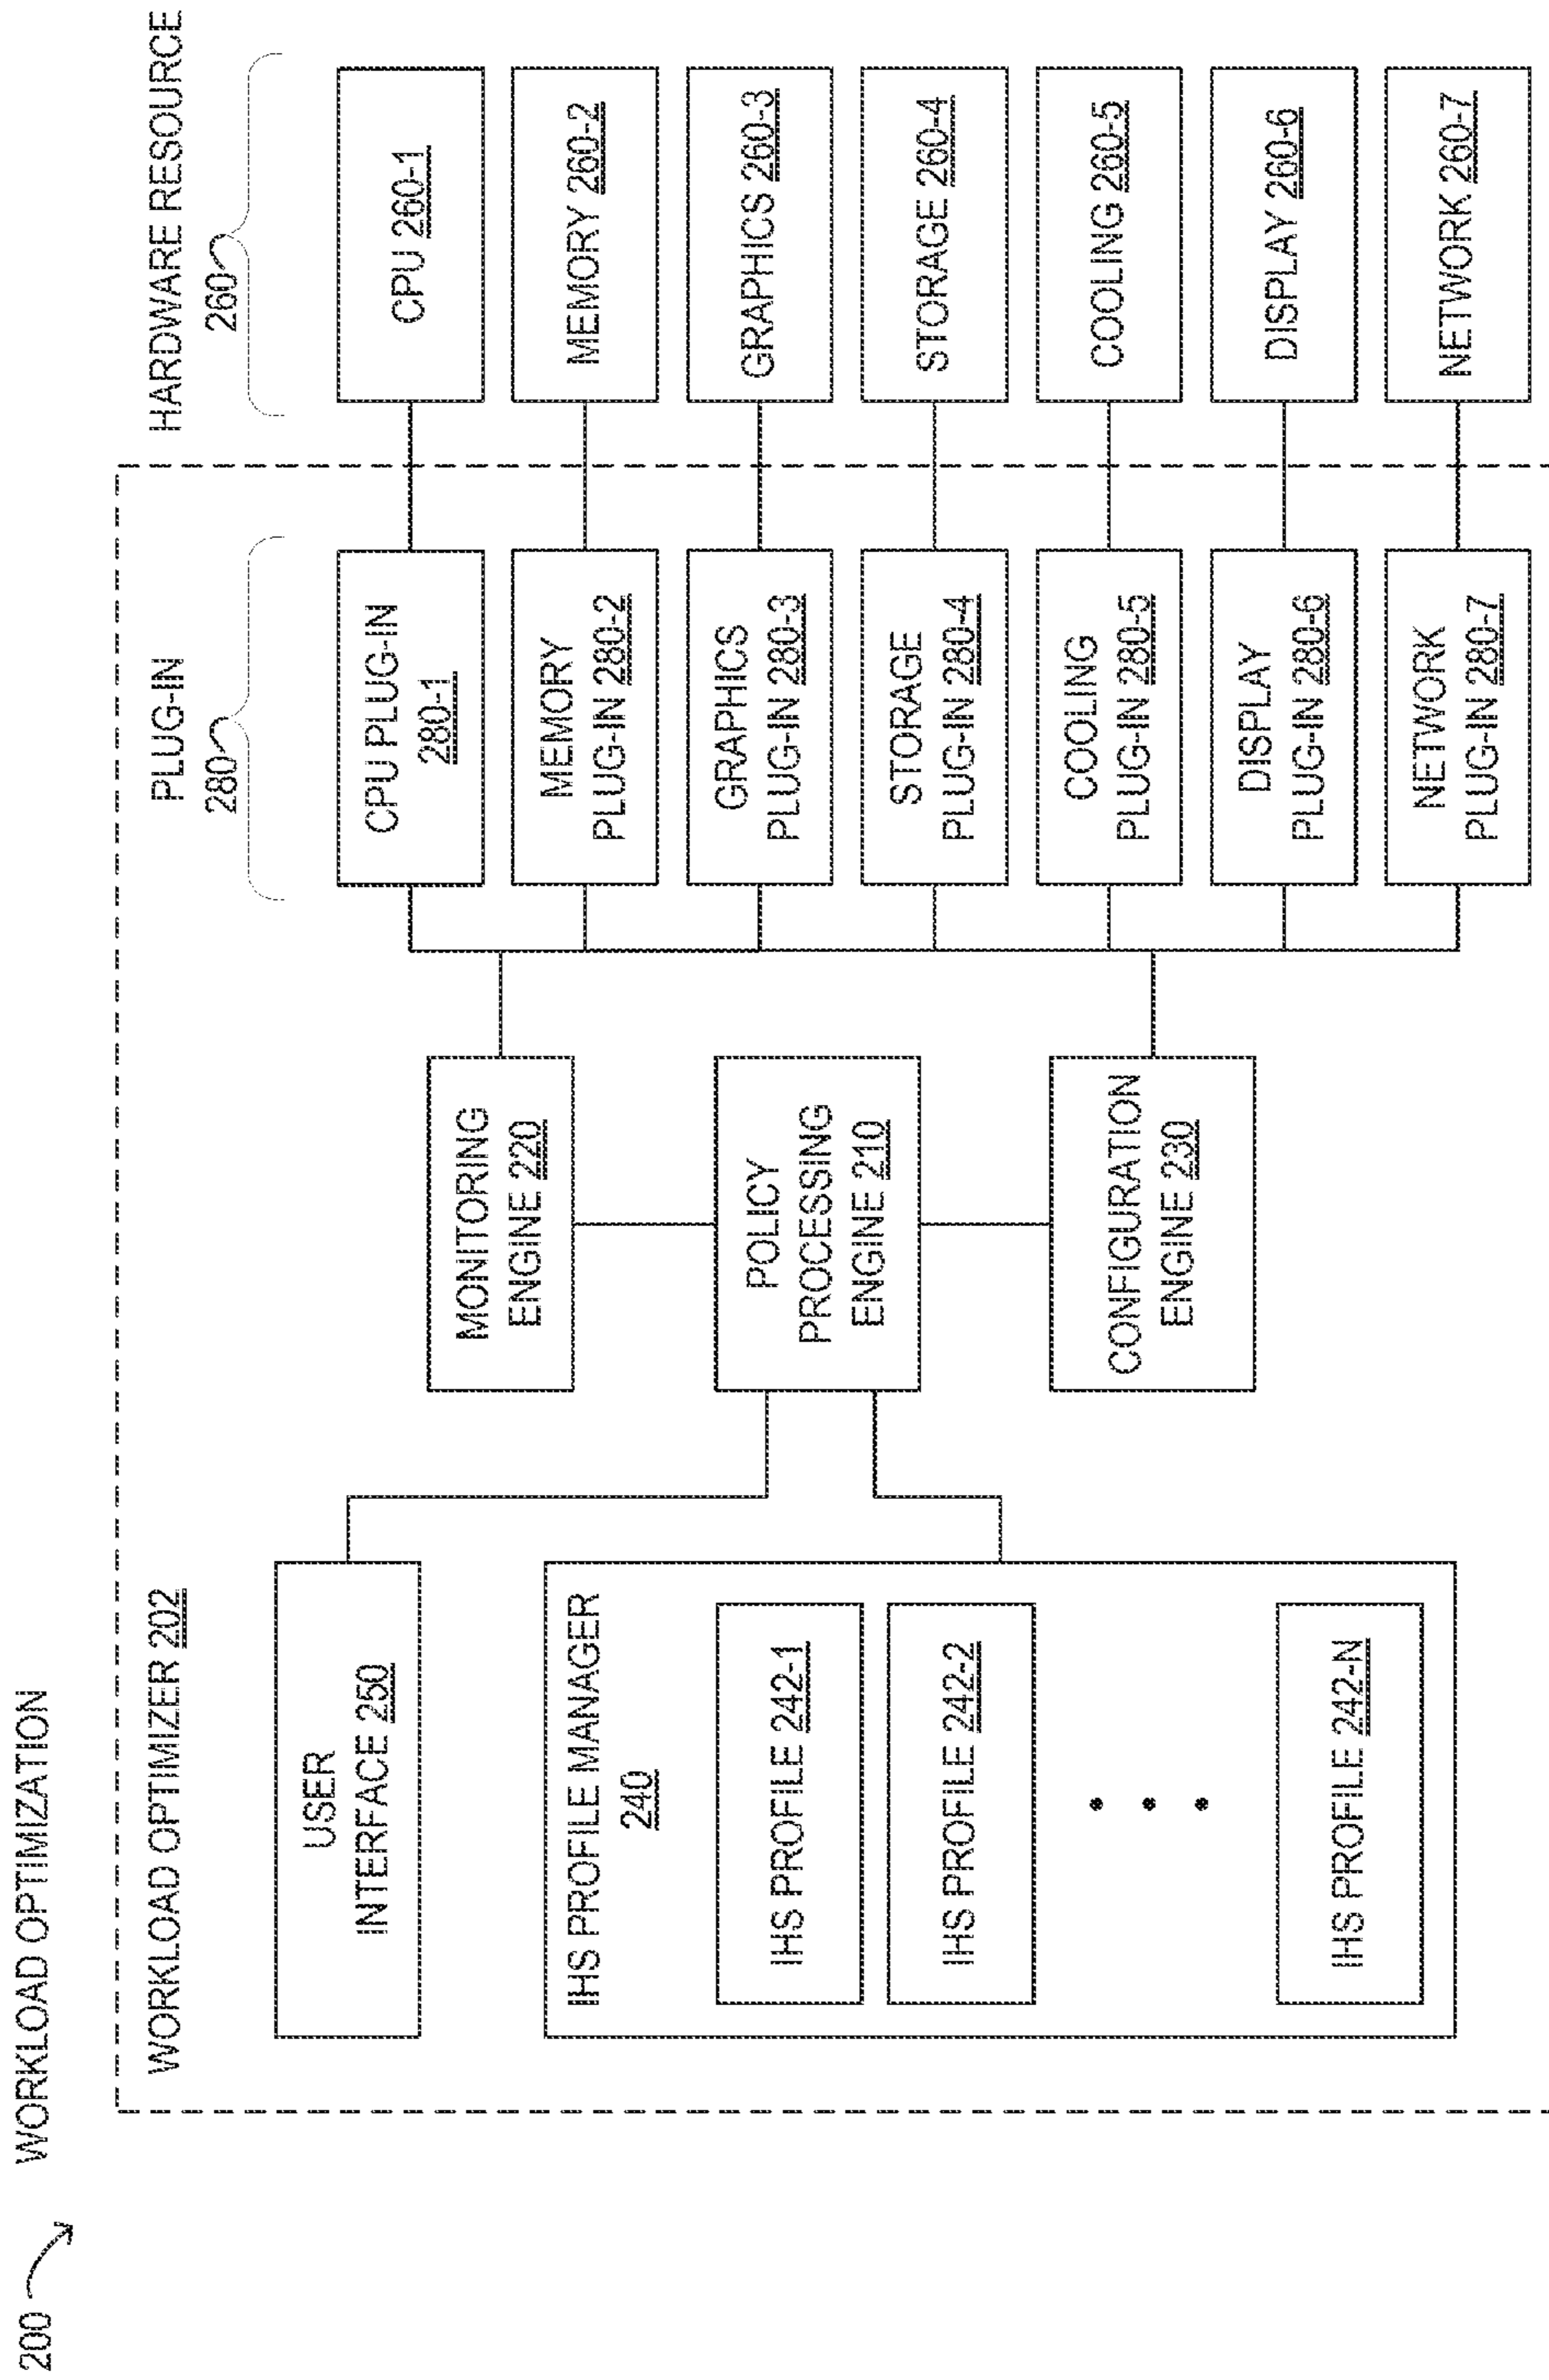 200
WORKLOAD OPTIMIZATION
WORKLOAD OPTIMIZER 202
USER
INTERFACE 250
IHS PROFILE MANAGER
240
IHS PROFILE 242-1
IHS PROFILE 242-2
IHS PROFILE 242-N
MONITORING
ENGINE 220
POLICY
PROCESSING
ENGINE 210
CONFIGURATION
ENGINE 230
PLUG-IN
280
CPU PLUG-IN
280-1
MEMORY
PLUG-IN 280-2
GRAPHICS
PLUG-IN 280-3
STORAGE
PLUG-IN 280-4
COOLING
PLUG-IN 280-5
DISPLAY
PLUG-IN 280-6
NETWORK
PLUG-IN 280-7
HARDWARE RESOURCE
260
CPU 260-1
MEMORY 260-2
GRAPHICS 260-3
STORAGE 260-4
COOLING 260-5
DISPLAY 260-6
NETWORK 260-7